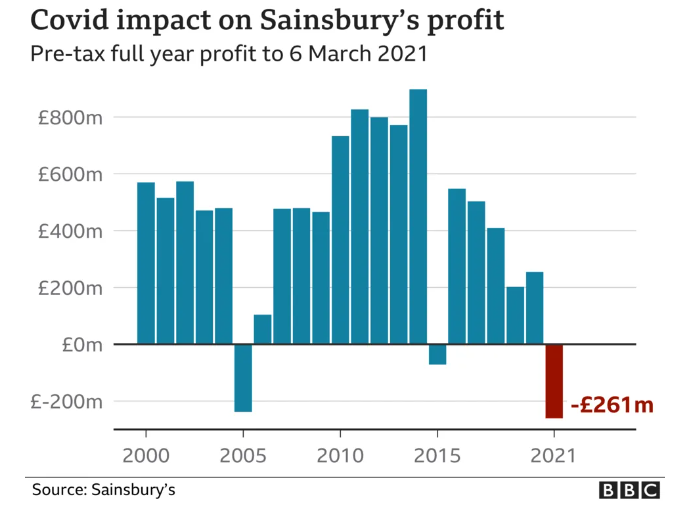 Covid impact on Sainsbury's profit
Pre-tax full year profit to 6 March 2021
£800m
£600m
£400m
£200m
£0m
£-200m
-£261m
2000 2005 2010 2015 2021
Source: Sainsbury's
BBC